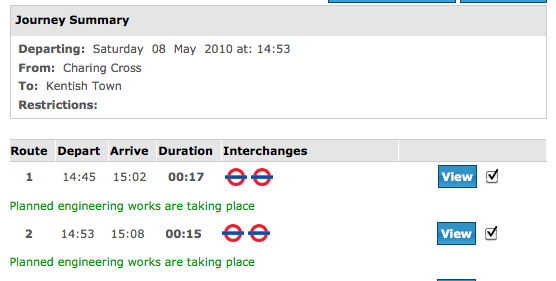 Journey Summary
Departing: Saturday 08 May 2010 at: 14:53
From: Charing Cross
To: Kentish Town
Restrictions:
Route Depart Arrive Duration Interchanges
1 14:45 15:02 00:17 View
Planned engineering works are taking place
2 14:53 15:08 00:15 View
Planned engineering works are taking place